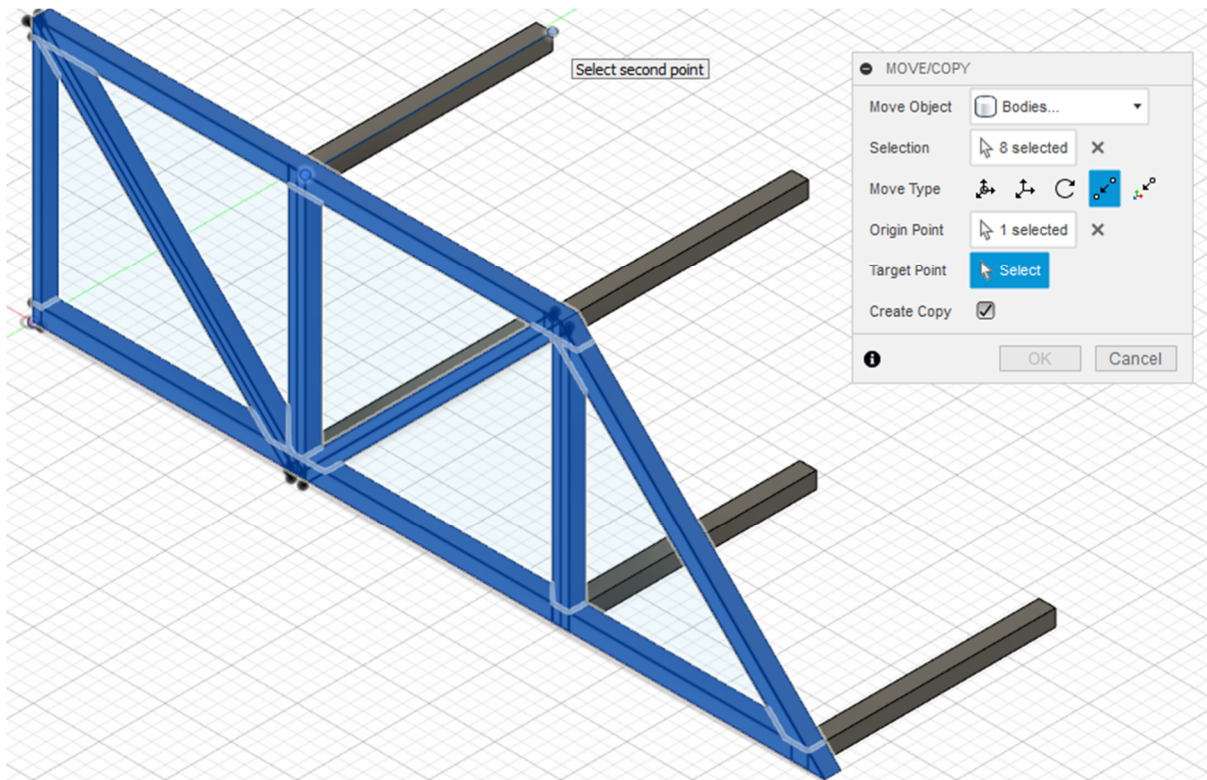 Select second point
MOVE/COPY
Move Object Bodies...
Selection 8 selected
Move Type
Origin Point 1 selected
Target Point Select
Create Copy
OK Cancel